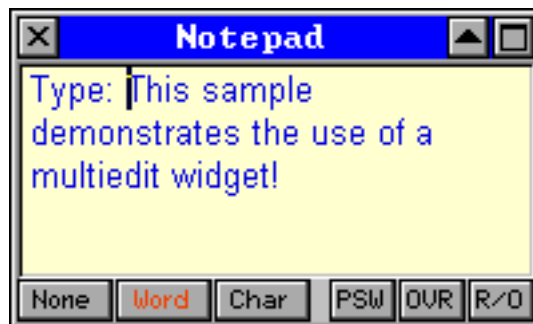 Notepad
Type: This sample
demonstrates the use of a
multiedit widget!
None Word Char PSW OVR R/O